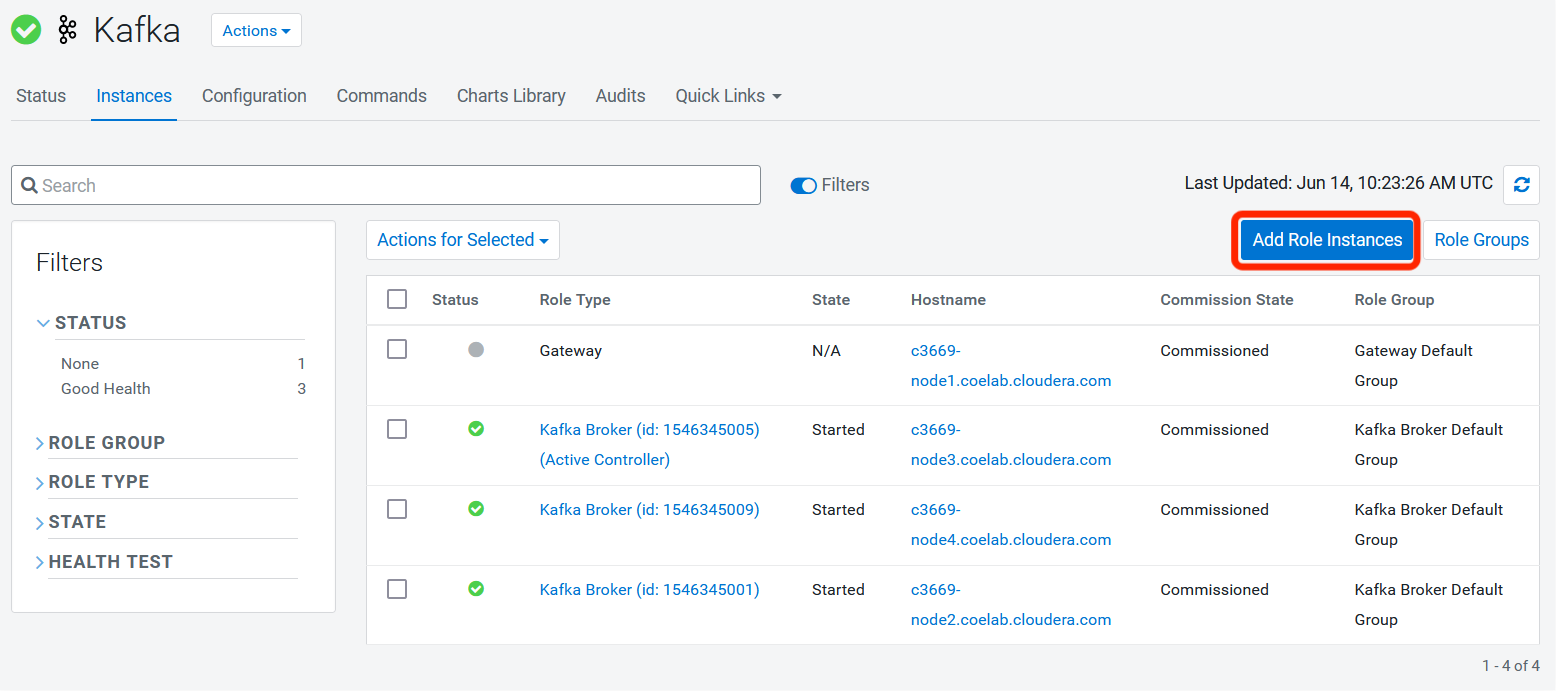 Kafka
Actions
Status Instances Configuration Commands Charts Library Audits Quick Links
Search
Filters
Last Updated: Jun 14, 10:23:26 AM UTC
Filters
STATUS
None 1
Good Health 3
ROLE GROUP
ROLE TYPE
STATE
HEALTH TEST
Actions for Selected
Add Role Instances
Role Groups
Status Role Type State Hostname Commission State Role Group
Gateway N/A c3669- Commissioned Gateway Default
node1.coelab.cloudera.com Group
Kafka Broker (id: 1546345005) Started c3669- Commissioned Kafka Broker Default
(Active Controller) node3.coelab.cloudera.com Group
Kafka Broker (id: 1546345009) Started c3669- Commissioned Kafka Broker Default
node4.coelab.cloudera.com Group
Kafka Broker (id: 1546345001) Started c3669- Commissioned Kafka Broker Default
node2.coelab.cloudera.com Group
1 - 4 of 4